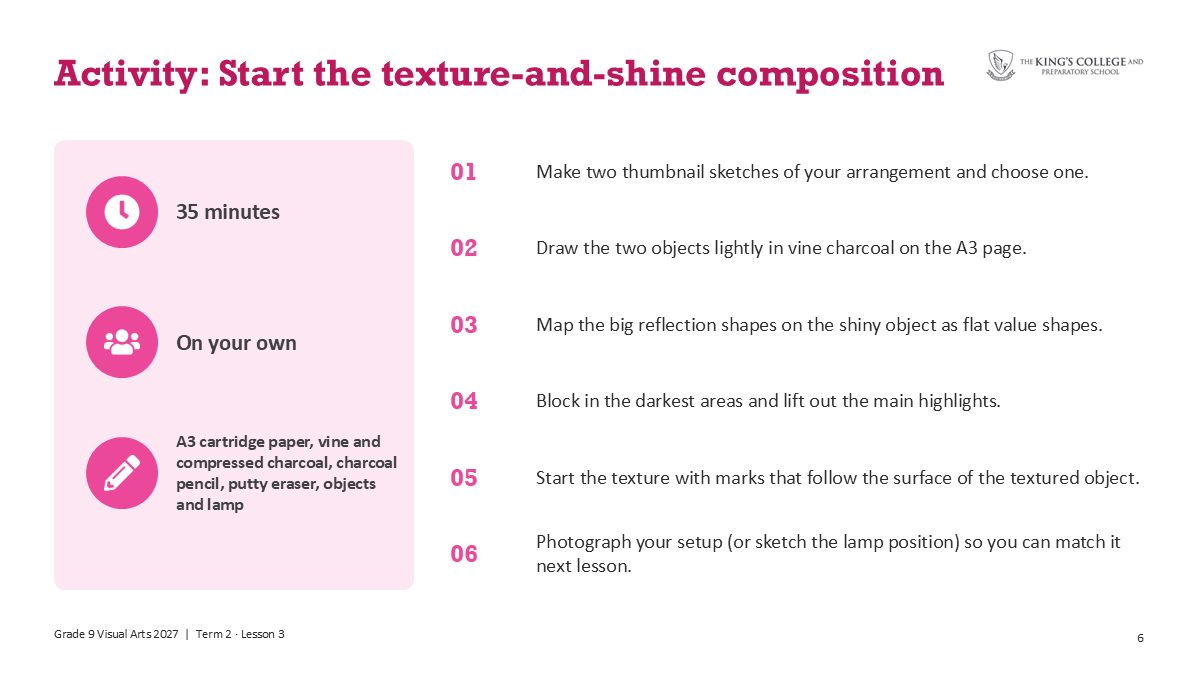 Activity: Start the texture-and-shine composition
THE KING'S COLLEGE AND
PREPARATORY SCHOOL
35 minutes
On your own
A3 cartridge paper, vine and
compressed charcoal, charcoal
pencil, putty eraser, objects
and lamp
01 Make two thumbnail sketches of your arrangement and choose one.
02 Draw the two objects lightly in vine charcoal on the A3 page.
03 Map the big reflection shapes on the shiny object as flat value shapes.
04 Block in the darkest areas and lift out the main highlights.
05 Start the texture with marks that follow the surface of the textured object.
06 Photograph your setup (or sketch the lamp position) so you can match it
next lesson.
Grade 9 Visual Arts 2027 | Term 2 · Lesson 3
6